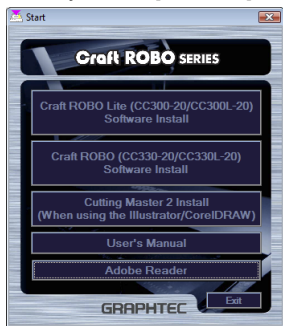 Start
Craft ROBO SERIES
Craft ROBO Lite (CC300-20/CC300L-20)
Software Install
Craft ROBO (CC330-20/CC330L-20)
Software Install
Cutting Master 2 Install
(When using the Illustrator/CorelDRAW)
User's Manual
Adobe Reader
GRAPHTEC
Exit